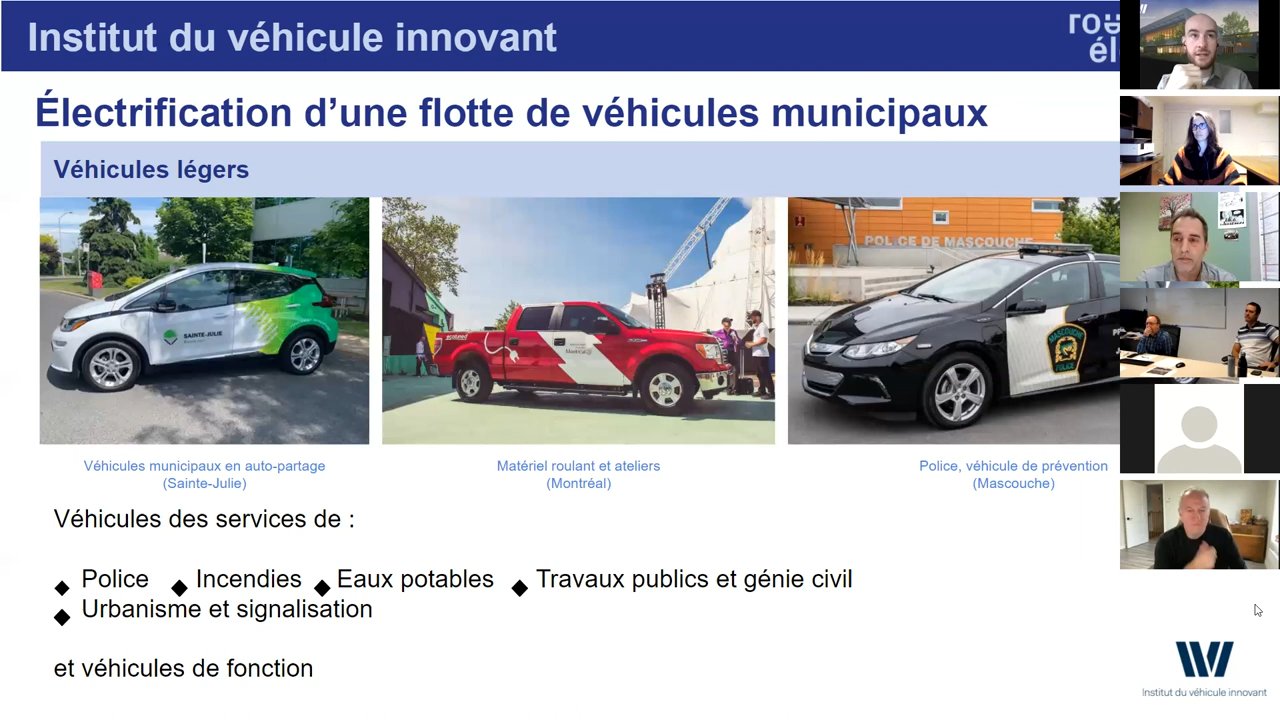 Institut du véhicule innovant
Électrification d’une flotte de véhicules municipaux
Véhicules légers
SAINTE-JULIE
Montréal
POLICE DE MASCOUCHE
MASCOUCHE
POLICE
Véhicules municipaux en auto-partage
(Sainte-Julie)
Matériel roulant et ateliers
(Montréal)
Police, véhicule de prévention
(Mascouche)
Véhicules des services de :
◆ Police ◆ Incendies ◆ Eaux potables ◆ Travaux publics et génie civil
◆ Urbanisme et signalisation
et véhicules de fonction
Institut du véhicule innovant